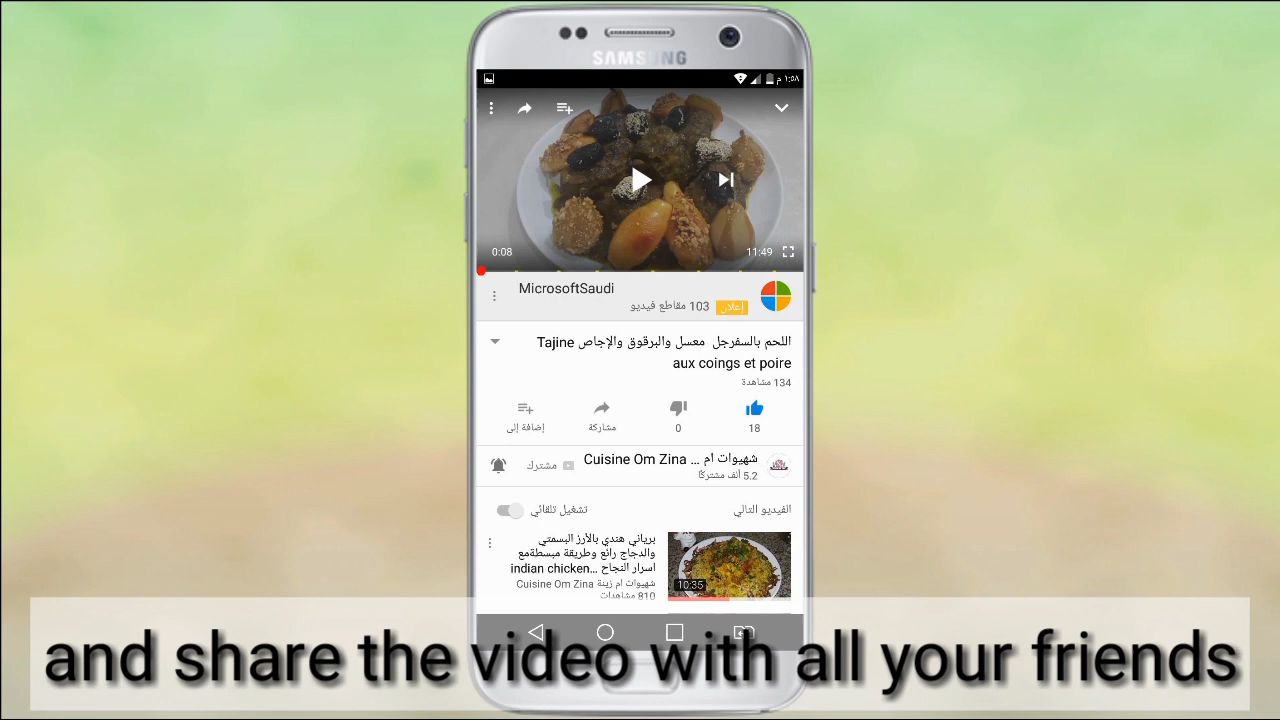 SAMSUNG
١:٥٨ م
0:08
11:49
MicrosoftSaudi
إعلان 103 مقاطع فيديو
اللحم بالسفرجل معسل والبرقوق والإجاص Tajine
aux coings et poire
134 مشاهدة
إضافة إلى
مشاركة
0
18
شهيوات ام ... Cuisine Om Zina
مشترك
5.2 ألف مشتركًا
تشغيل تلقائي
الفيديو التالي
برياني هندي بالأرز البسمتي
والدجاج رائع وطريقة مبسطةمع
اسرار النجاح ...indian chicken
شهيوات ام زينة Cuisine Om Zina
810 مشاهدات
10:35
and share the video with all your friends